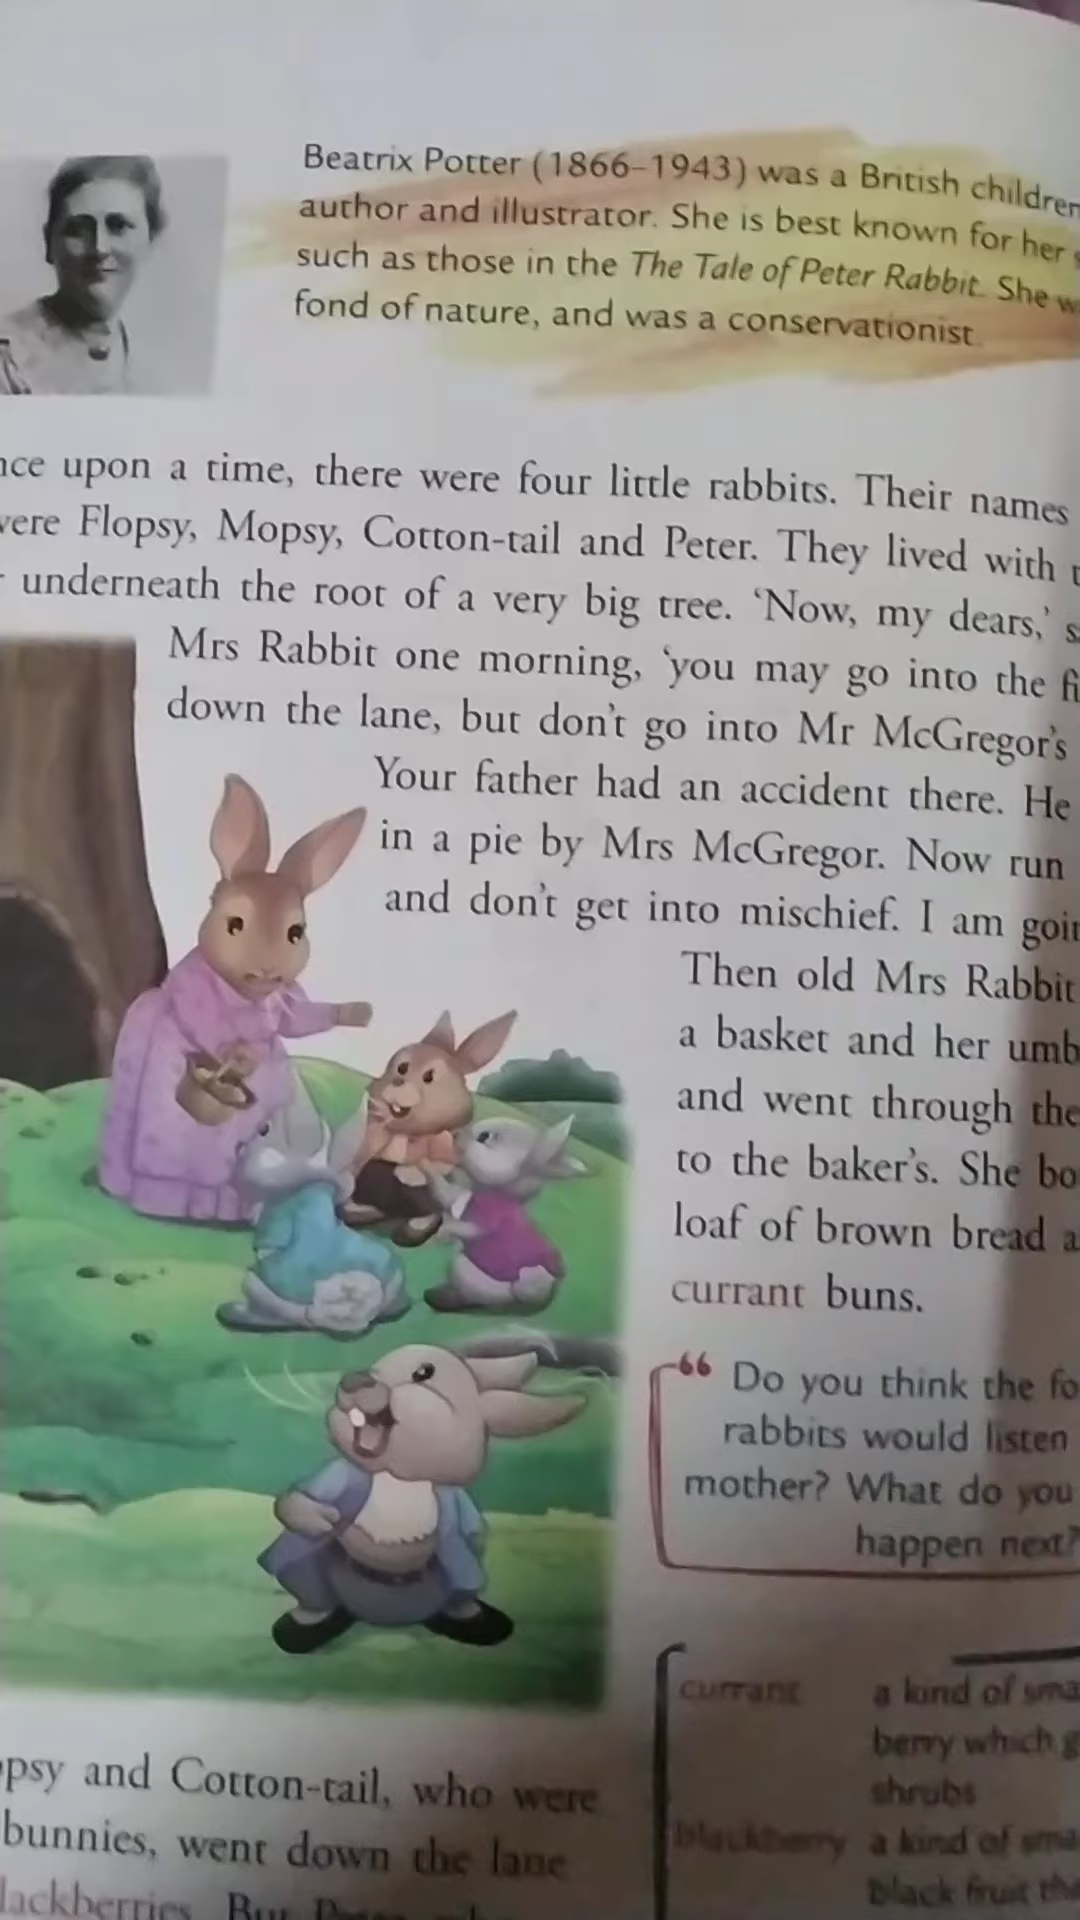 Beatrix Potter (1866–1943) was a British children
author and illustrator. She is best known for her
such as those in the The Tale of Peter Rabbit. She
fond of nature, and was a conservationist.
nce upon a time, there were four little rabbits. Their names
were Flopsy, Mopsy, Cotton-tail and Peter. They lived with
underneath the root of a very big tree. ‘Now, my dears,’
Mrs Rabbit one morning, ‘you may go into the
down the lane, but don’t go into Mr McGregor’s
Your father had an accident there. He
in a pie by Mrs McGregor. Now run
and don’t get into mischief. I am goin
Then old Mrs Rabbit
a basket and her umb
and went through the
to the baker’s. She bo
loaf of brown bread a
currant buns.
“ Do you think the fo
rabbits would listen
mother? What do you
happen next?
currant a kind of sma
berry which g
shrubs
blackberry a kind of sma
black fruit tha
psy and Cotton-tail, who were
bunnies, went down the lane
lackberries. But Peter